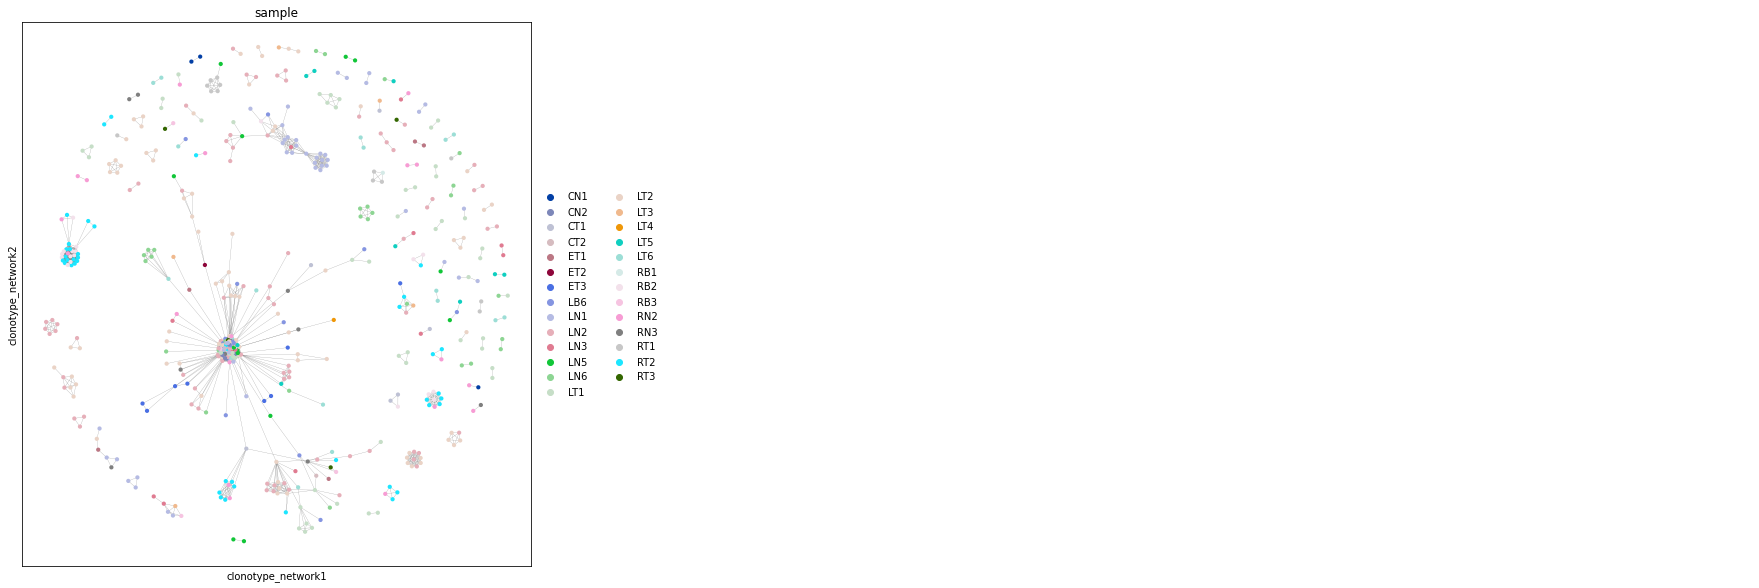 sample
clonotype_network2
clonotype_network1
CN1
CN2
CT1
CT2
ET1
ET2
ET3
LB6
LN1
LN2
LN3
LN5
LN6
LT1
LT2
LT3
LT4
LT5
LT6
RB1
RB2
RB3
RN2
RN3
RT1
RT2
RT3